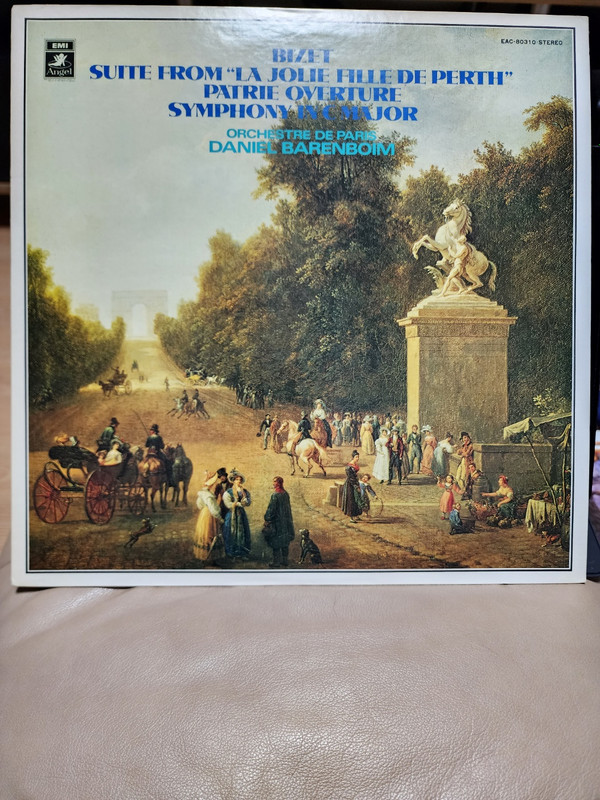 EMI
Angel
EAC-80310 STEREO
BIZET
SUITE FROM "LA JOLIE FILLE DE PERTH"
PATRIE OVERTURE
SYMPHONY IN C MAJOR
ORCHESTRE DE PARIS
DANIEL BARENBOIM